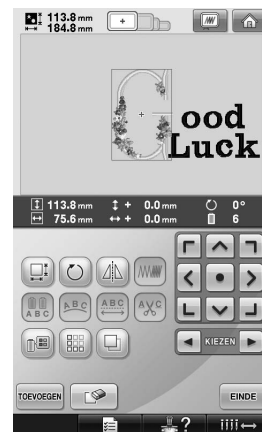 113.8 mm
184.8 mm
ood
Luck
113.8 mm + 0.0 mm 0°
75.6 mm + 0.0 mm 6
A B C A B C A B C A C
KIEZEN
TOEVOEGEN EINDE
?